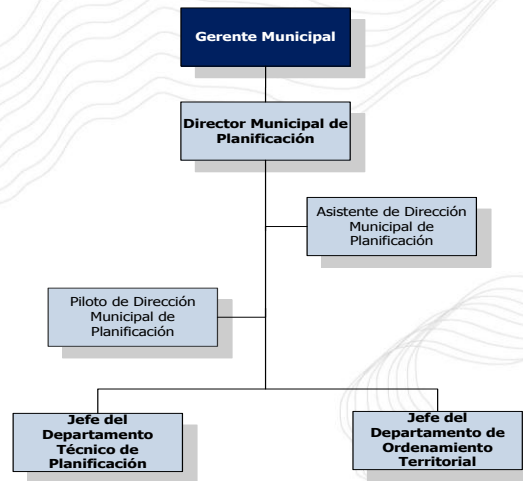 Gerente Municipal
Director Municipal de
Planificación
Asistente de Dirección
Municipal de
Planificación
Piloto de Dirección
Municipal de
Planificación
Jefe del
Departamento
Técnico de
Planificación
Jefe del
Departamento de
Ordenamiento
Territorial